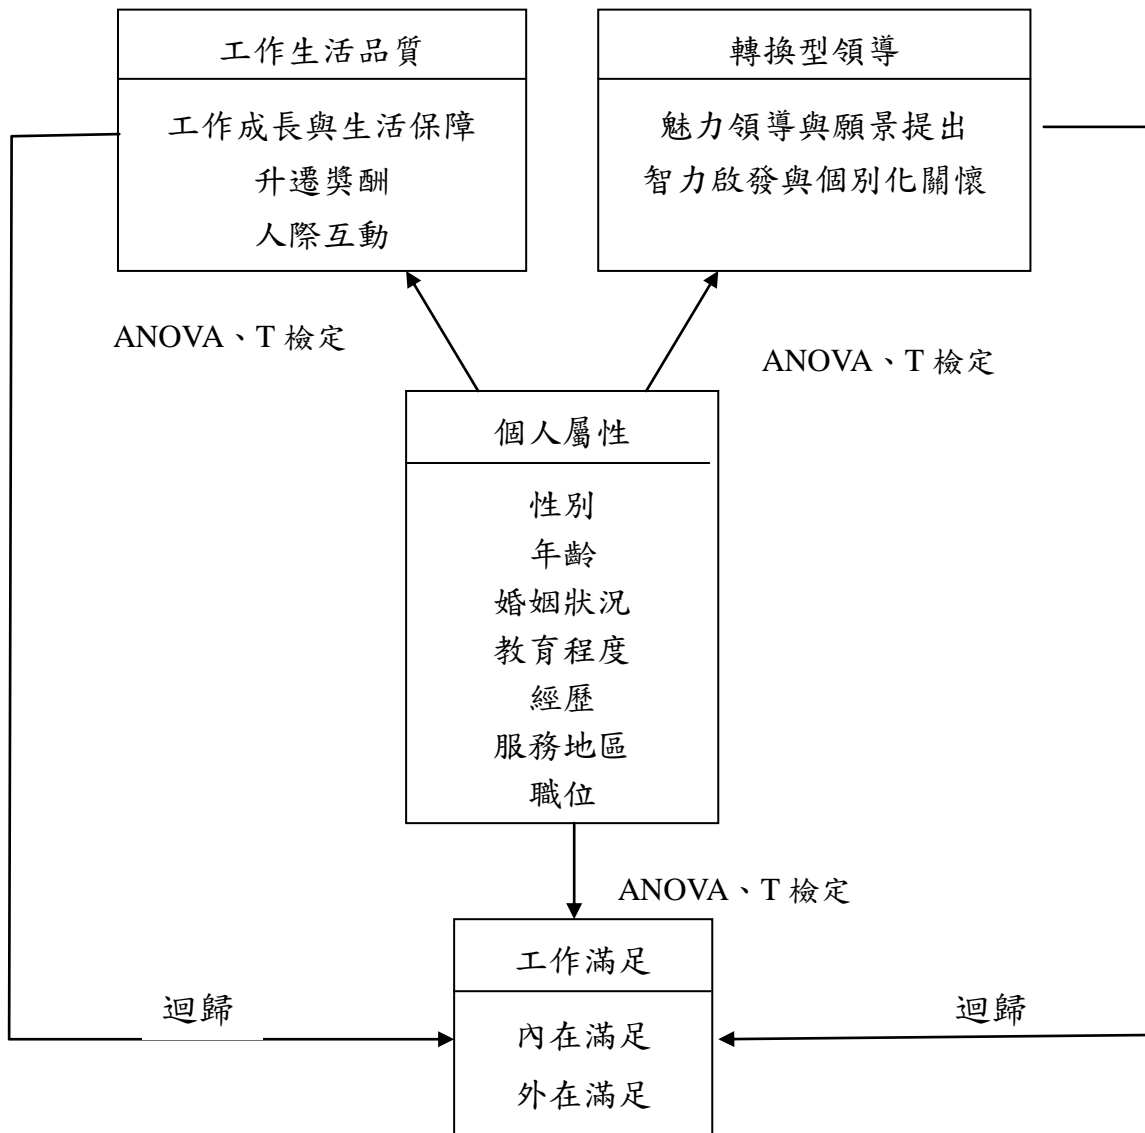 工作生活品質
工作成長與生活保障
升遷獎酬
人際互動
轉換型領導
魅力領導與願景提出
智力啟發與個別化關懷
ANOVA、T 檢定
ANOVA、T 檢定
個人屬性
性別
年齡
婚姻狀況
教育程度
經歷
服務地區
職位
ANOVA、T 檢定
工作滿足
內在滿足
外在滿足
迴歸
迴歸